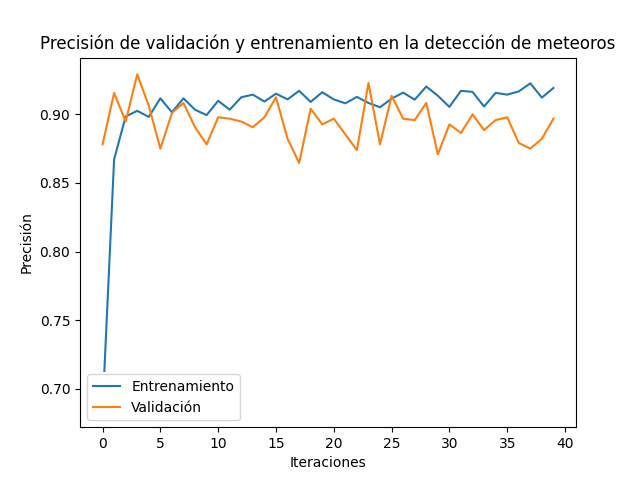 Precisión de validación y entrenamiento en la detección de meteoros
0.90
0.85
0.80
0.75
0.70
Precisión
Entrenamiento
Validación
0 5 10 15 20 25 30 35 40
Iteraciones